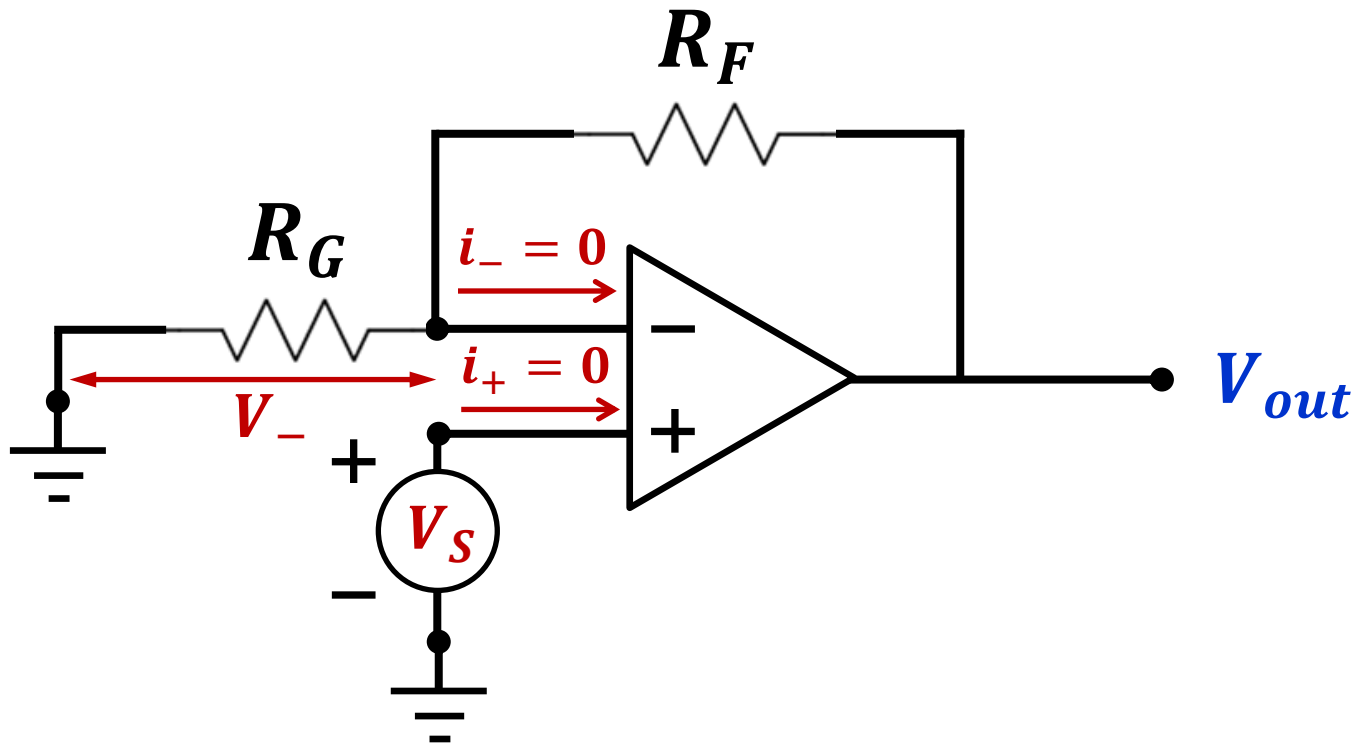 R_F
R_G
i_- = 0
−
i_+ = 0
V_-
+
+
V_S
−
V_out